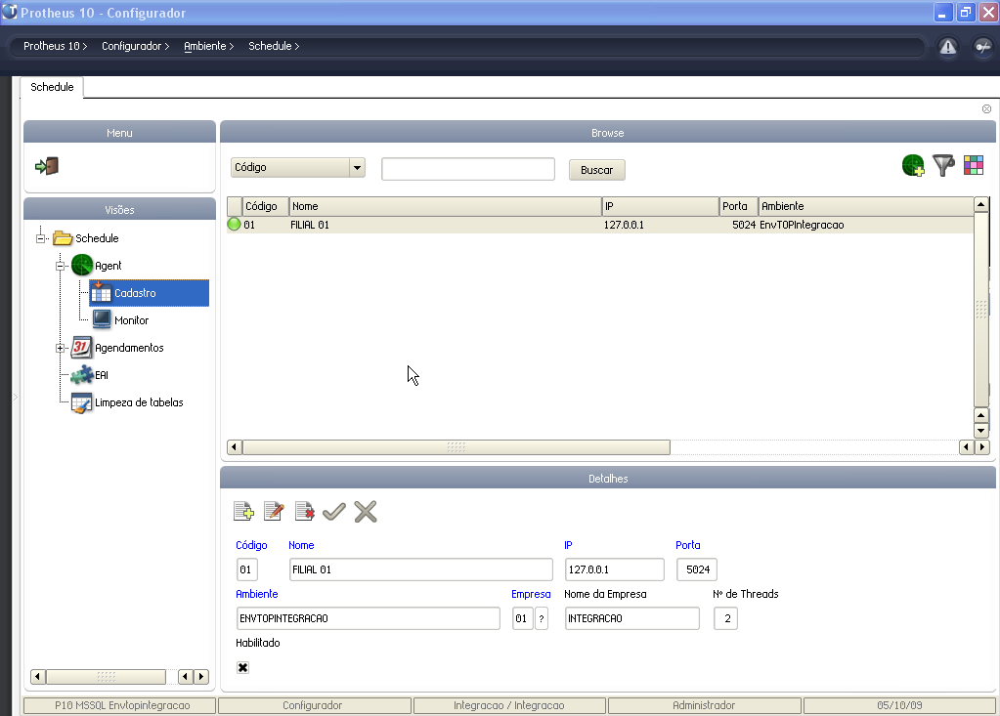 Protheus 10 - Configurador
Protheus 10 > Configurador > Ambiente > Schedule >
Schedule
Menu
Browse
Código
Buscar
Visões
Código Nome IP Porta Ambiente
01 FILIAL 01 127.0.0.1 5024 EnvTOPIntegracao
Schedule
Agent
Cadastro
Monitor
31 Agendamentos
EAI
Limpeza de tabelas
Detalhes
Código Nome IP Porta
01 FILIAL 01 127.0.0.1 5024
Ambiente Empresa Nome da Empresa Nº de Threads
ENVTOPINTEGRACAO 01 ? INTEGRACAO 2
Habilitado
P10 MSSQL Envtopintegracao Configurador Integracao / Integracao Administrador 05/10/09